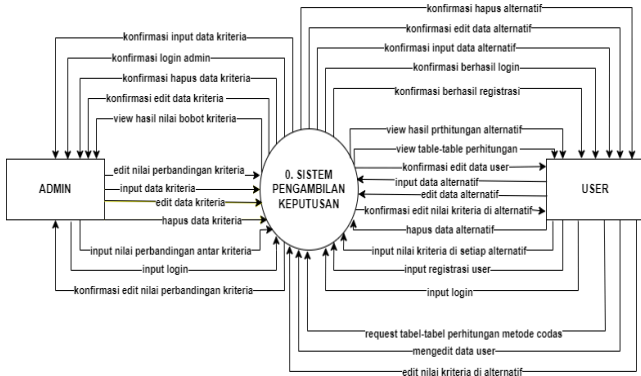 konfirmasi hapus alternatif
konfirmasi edit data alternatif
konfirmasi input data kriteria
konfirmasi input data alternatif
konfirmasi login admin
konfirmasi berhasil login
konfirmasi hapus data kriteria
konfirmasi berhasil registrasi
konfirmasi edit data kriteria
view hasil nilai bobot kriteria
view hasil prthitungan alternatif
view table-table perhitungan
edit nilai perbandingan kriteria
konfirmasi edit data user
input data alternatif
ADMIN
input data kriteria
0. SISTEM
PENGAMBILAN
KEPUTUSAN
edit data alternatif
USER
edit data kriteria
konfirmasi edit nilai kriteria di alternatif
hapus data kriteria
hapus data alternatif
input nilai perbandingan antar kriteria
input nilai kriteria di setiap alternatif
input login
input registrasi user
konfirmasi edit nilai perbandingan kriteria
input login
request tabel-tabel perhitungan metode codas
mengedit data user
edit nilai kriteria di alternatif